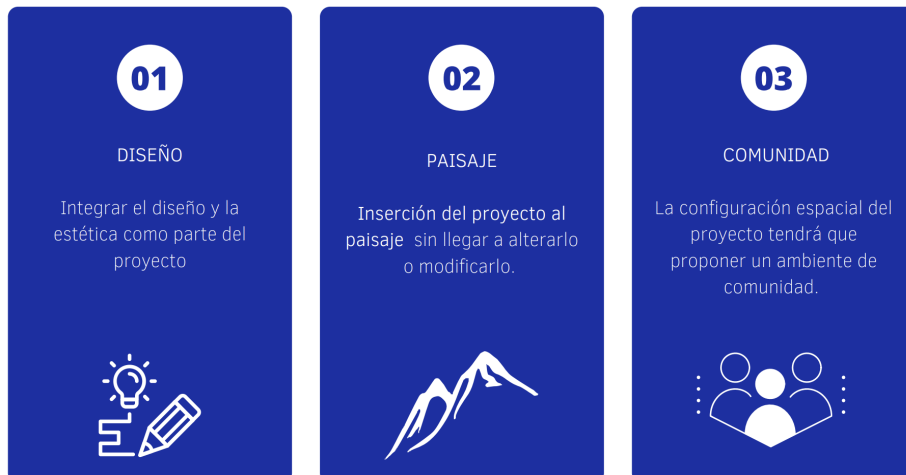 01
DISEÑO
Integrar el diseño y la
estética como parte del
proyecto
02
PAISAJE
Inserción del proyecto al
paisaje sin llegar a alterarlo
o modificarlo.
03
COMUNIDAD
La configuración espacial del
proyecto tendrá que
proponer un ambiente de
comunidad.